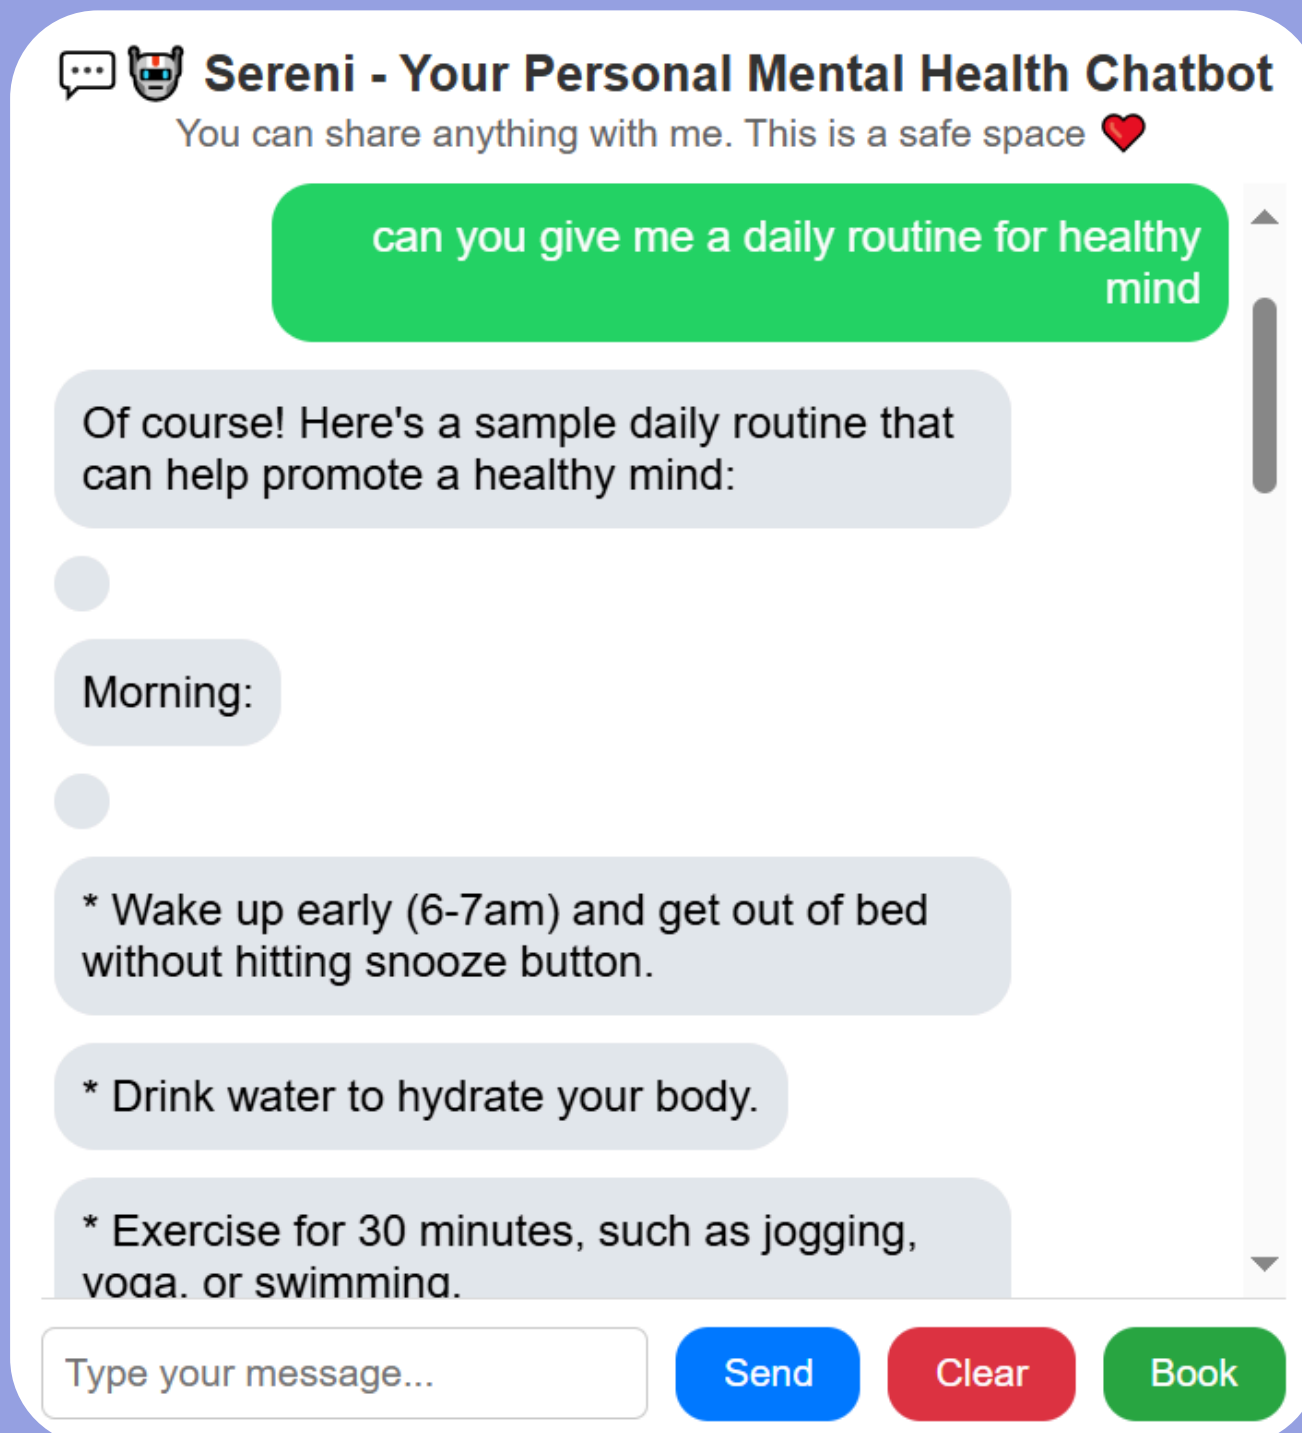 Sereni - Your Personal Mental Health Chatbot
You can share anything with me. This is a safe space
can you give me a daily routine for healthy
mind
Of course! Here's a sample daily routine that
can help promote a healthy mind:
Morning:
* Wake up early (6-7am) and get out of bed
without hitting snooze button.
* Drink water to hydrate your body.
* Exercise for 30 minutes, such as jogging,
yoga, or swimming.
Type your message...
Send
Clear
Book